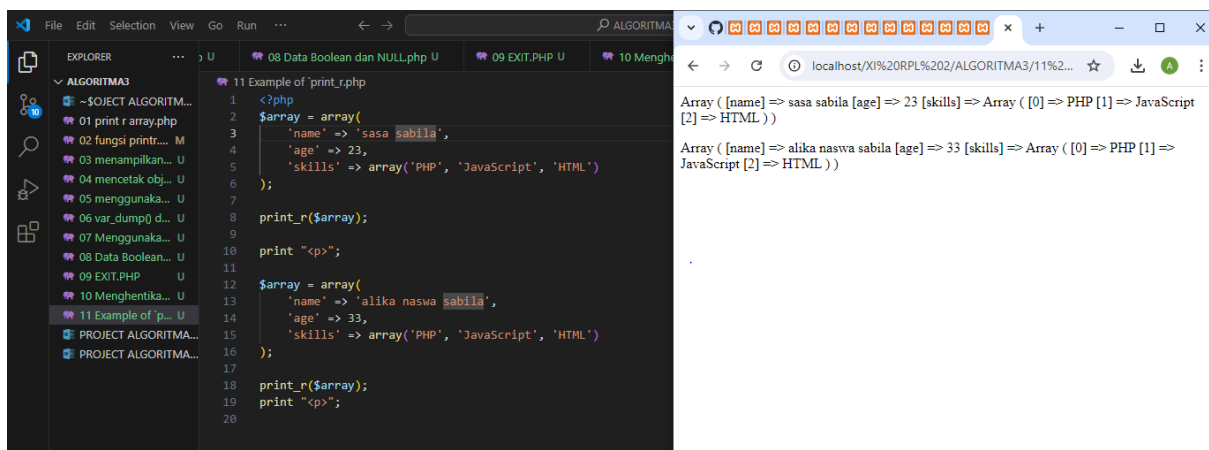 File Edit Selection View Go Run ··· ← → ALGORITMA
EXPLORER ···
U 08 Data Boolean dan NULL.php U 09 EXIT.PHP U 10 Menghe
ALGORITMA3
~$OJECT ALGORITM...
01 print r array.php
02 fungsi printr.... M
03 menampilkan... U
04 mencetak obj... U
05 menggunaka... U
06 var_dump() d... U
07 Menggunaka... U
08 Data Boolean... U
09 EXIT.PHP U
10 Menghentika... U
11 Example of `p... U
PROJECT ALGORITMA...
PROJECT ALGORITMA...
10
11 Example of `print_r.php
1 <?php
2 $array = array(
3 'name' => 'sasa sabila',
4 'age' => 23,
5 'skills' => array('PHP', 'JavaScript', 'HTML')
6 );
7
8 print_r($array);
9
10 print "<p>";
11
12 $array = array(
13 'name' => 'alika naswa sabila',
14 'age' => 33,
15 'skills' => array('PHP', 'JavaScript', 'HTML')
16 );
17
18 print_r($array);
19 print "<p>";
20
localhost/XI%20RPL%202/ALGORITMA3/11%2...
A
Array ( [name] => sasa sabila [age] => 23 [skills] => Array ( [0] => PHP [1] => JavaScript
[2] => HTML ) )
Array ( [name] => alika naswa sabila [age] => 33 [skills] => Array ( [0] => PHP [1] =>
JavaScript [2] => HTML ) )